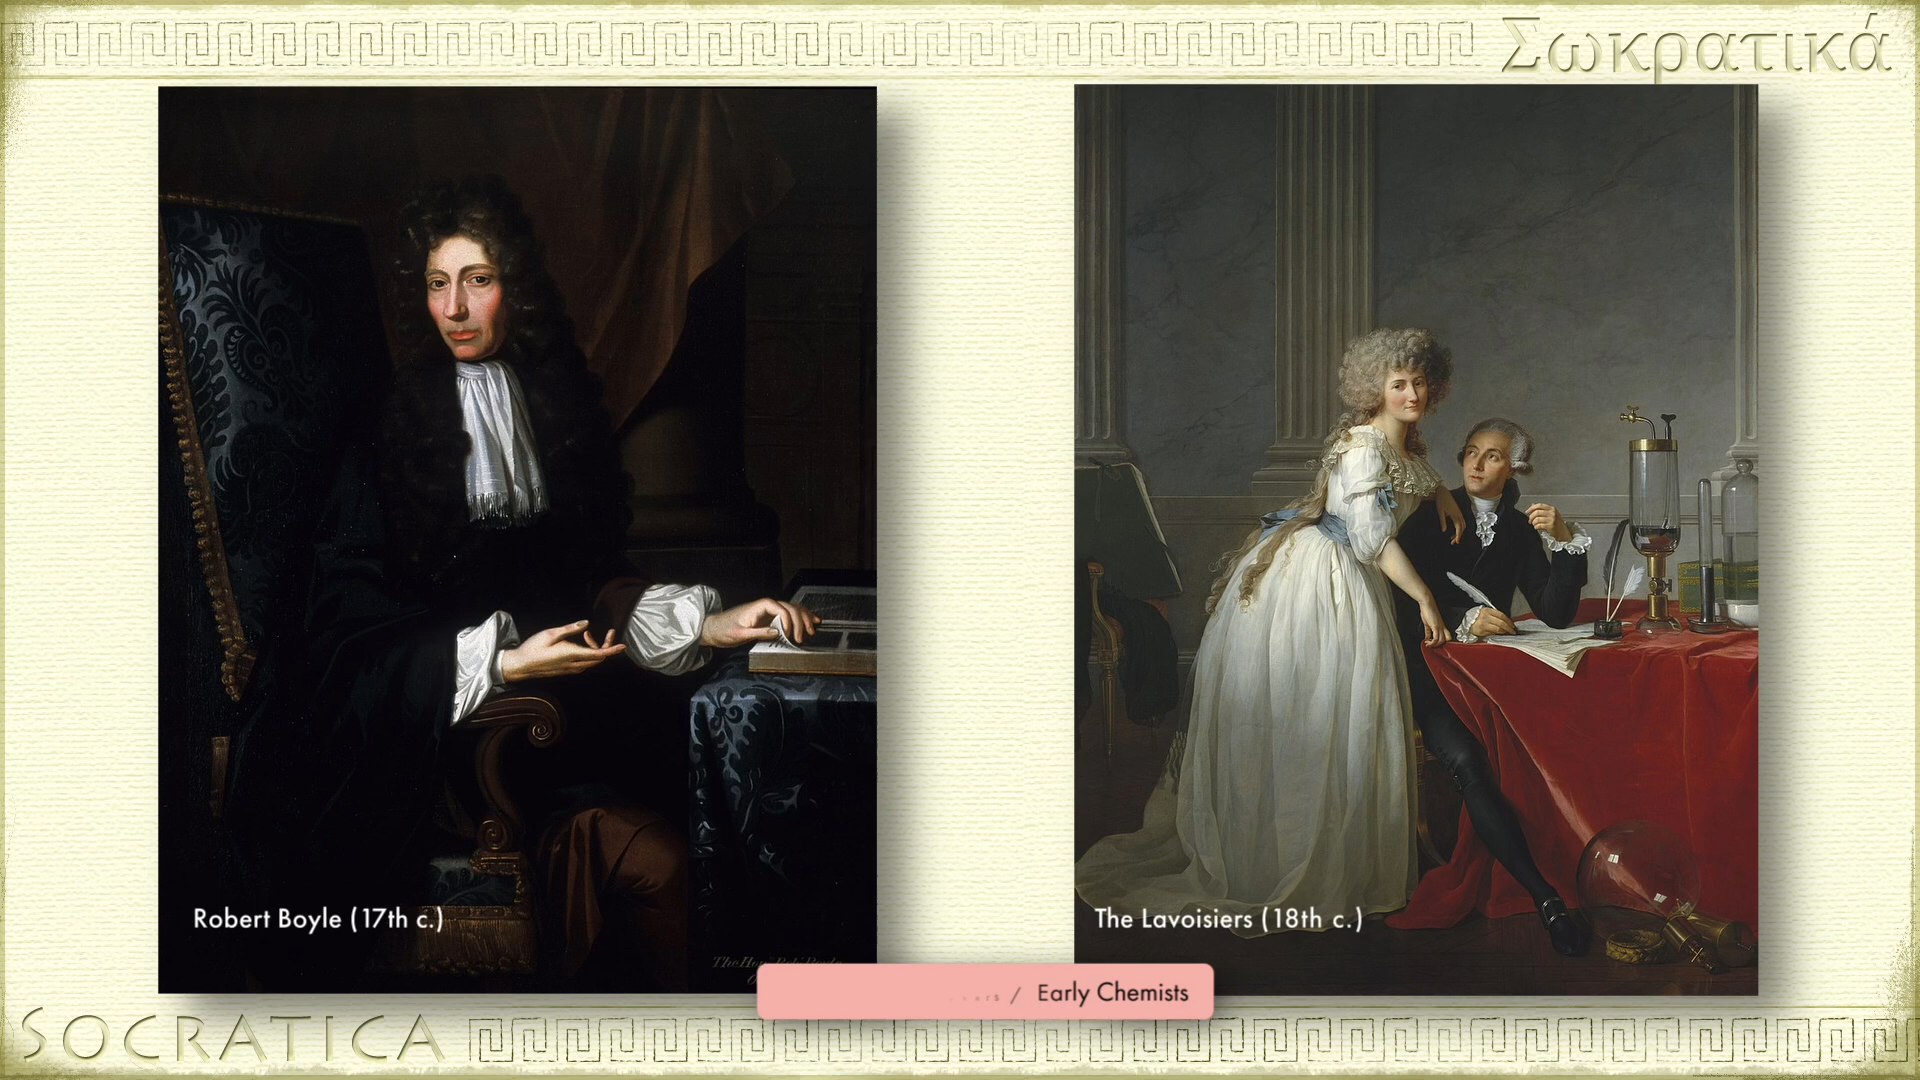 Σωκρατικά
Robert Boyle (17th c.)
The Lavoisiers (18th c.)
/ Early Chemists
SOCRATICA